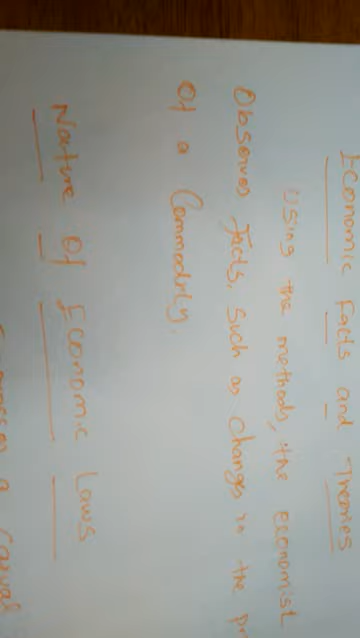 Economic facts and Theories
Using the methods, the economist
Observes facts, such as changes in the pr
Of a Commodity.
Nature Of Economic Laws
a Causal